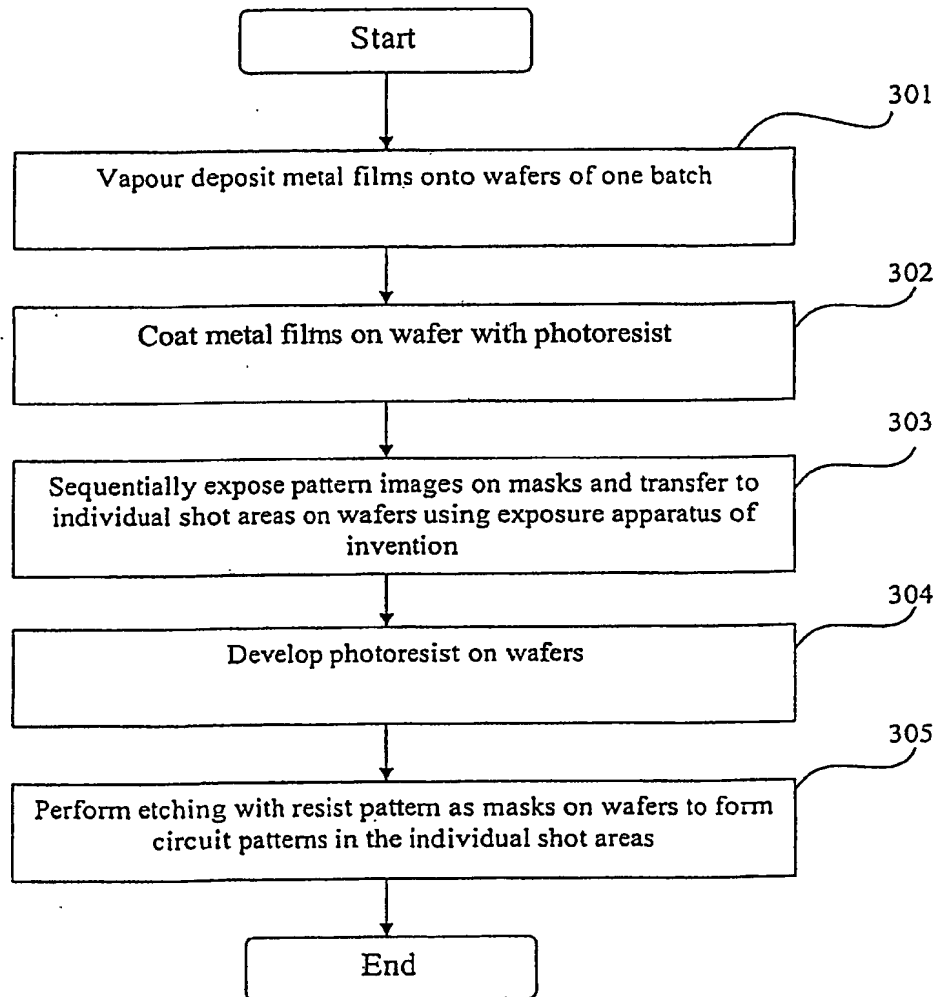 Start
301
Vapour deposit metal films onto wafers of one batch
302
Coat metal films on wafer with photoresist
303
Sequentially expose pattern images on masks and transfer to
individual shot areas on wafers using exposure apparatus of
invention
304
Develop photoresist on wafers
305
Perform etching with resist pattern as masks on wafers to form
circuit patterns in the individual shot areas
End